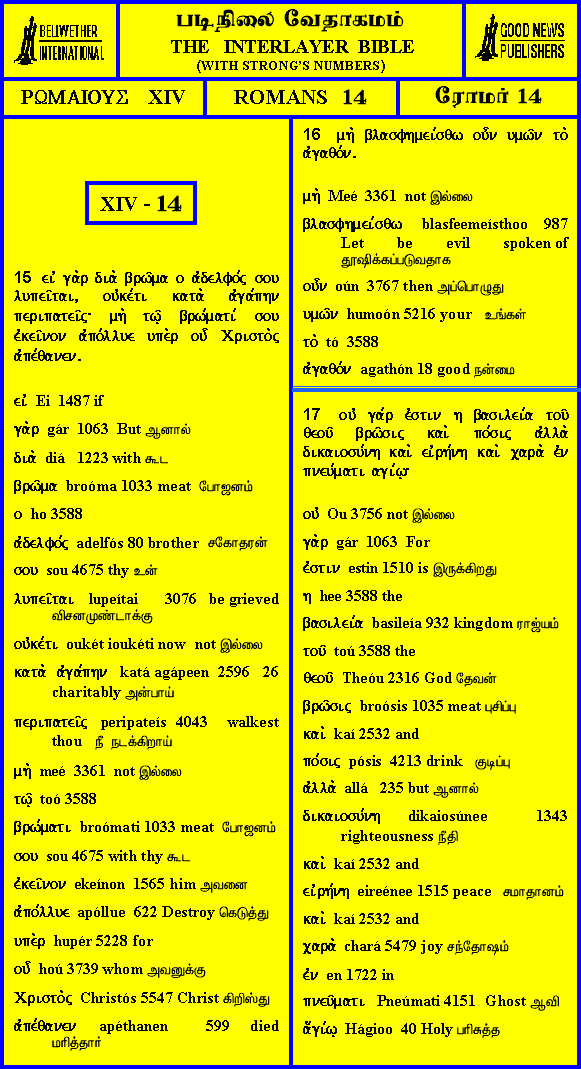 BELIWETHER
INTERNATIONAL
படிநிலை வேதாகமம்
THE INTERLAYER BIBLE
(WITH STRONG'S NUMBERS)
GOOD NEWS
PUBLISHERS
ΡΩΜΑΙΟΥΣ XIV
ROMANS 14
ரோமர் 14
XIV - 14
15 εἰ γὰρ διὰ βρῶμα ο ἀδελφός σου
λυπεῖται, οὐκέτι κατὰ ἀγάπην
περιπατεῖς· μὴ τῷ βρώματί σου
ἐκεῖνον ἀπόλλυε υπὲρ οὗ Χριστὸς
ἀπέθανεν.
εἰ Ei 1487 if
γὰρ gár 1063 But ஆனால்
διὰ diá 1223 with கூட
βρῶμα broóma 1033 meat போஜனம்
ο ho 3588
ἀδελφός adelfós 80 brother சகோதரன்
σου sou 4675 thy உன்
λυπεῖται lupeítai 3076 be grieved
விசனமுண்டாக்கு
οὐκέτι oukét ioukéti now not இல்லை
κατὰ ἀγάπην katá agápeen 2596 26
charitably அன்பாய்
περιπατεῖς peripateís 4043 walkest
thou நீ நடக்கிறாய்
μὴ meé 3361 not இல்லை
τῷ toó 3588
βρώματι broómati 1033 meat போஜனம்
σου sou 4675 with thy கூட
ἐκεῖνον ekeínon 1565 him அவனை
ἀπόλλυε apóllue 622 Destroy கெடுத்து
υπὲρ hupér 5228 for
οὗ hoú 3739 whom அவனுக்கு
Χριστὸς Christós 5547 Christ கிறிஸ்து
ἀπέθανεν apéthanen 599 died
மரித்தார்
16 μὴ βλασφημείσθω οὖν υμῶν τὸ
ἀγαθόν.
μὴ Meé 3361 not இல்லை
βλασφημείσθω blasfeemeísthoo 987
Let be evil spoken of
தூஷிக்கப்படுவதாக
οὖν oún 3767 then அப்பொழுது
υμῶν humoón 5216 your உங்கள்
τὸ tó 3588
ἀγαθόν agathón 18 good நன்மை
17 οὐ γάρ ἐστιν η βασιλεία τοῦ
θεοῦ βρῶσις καὶ πόσις ἀλλὰ
δικαιοσύνη καὶ εἰρήνη καὶ χαρὰ ἐν
πνεύματι αγίῳ·
οὐ Ou 3756 not இல்லை
γὰρ gár 1063 For
ἐστιν estin 1510 is இருக்கிறது
η hee 3588 the
βασιλεία basileía 932 kingdom ராஜ்யம்
τοῦ toú 3588 the
θεοῦ Theóu 2316 God தேவன்
βρῶσις broósis 1035 meat புசிப்பு
καὶ kaí 2532 and
πόσις pósis 4213 drink குடிப்பு
ἀλλὰ allá 235 but ஆனால்
δικαιοσύνη dikaiosúnee 1343
righteousness நீதி
καὶ kaí 2532 and
εἰρήνη eireénee 1515 peace சமாதானம்
καὶ kaí 2532 and
χαρὰ chará 5479 joy சந்தோஷம்
ἐν en 1722 in
πνεῦματι Pneúmati 4151 Ghost ஆவி
ἅγίῳ Hágioo 40 Holy பரிசுத்த